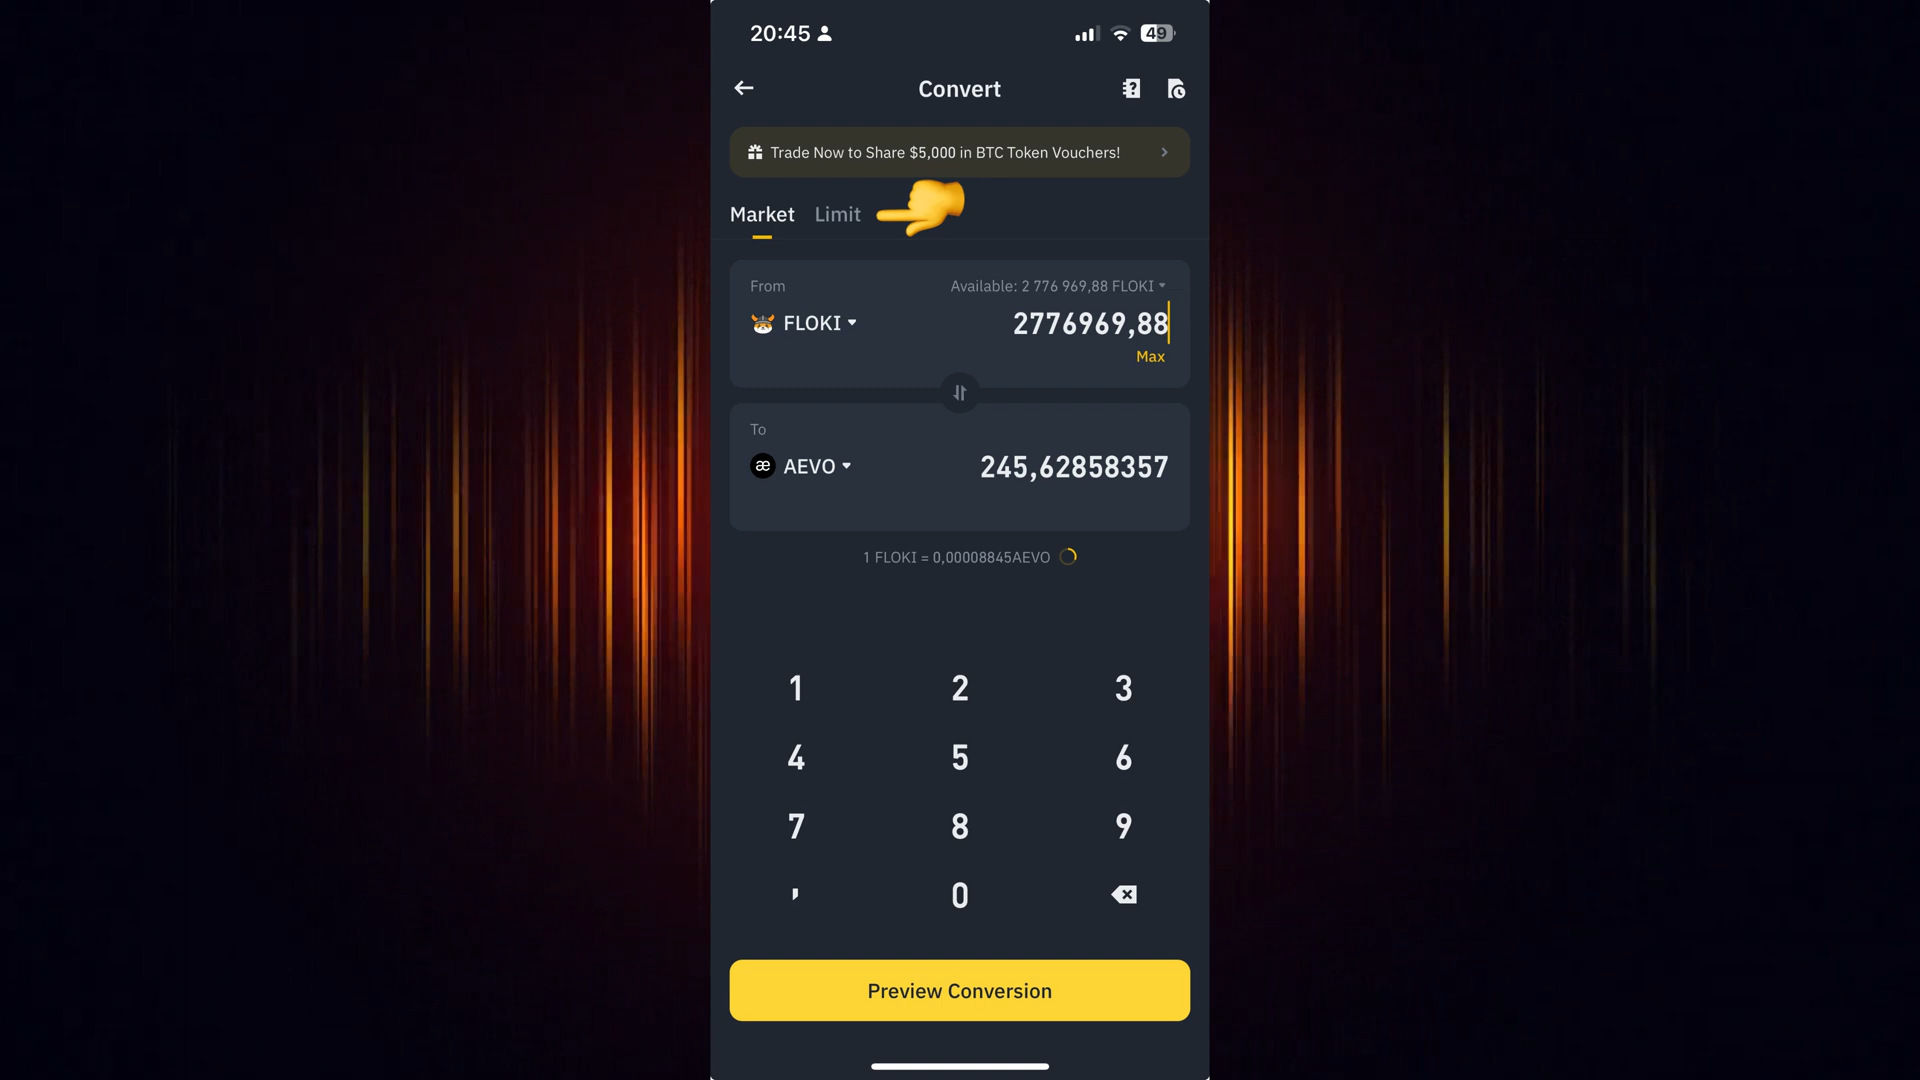 20:45
49
Convert
Trade Now to Share $5,000 in BTC Token Vouchers!
Market Limit
From Available: 2 776 969,88 FLOKI
FLOKI 2776969,88
Max
To
æ AEVO 245,62858357
1 FLOKI = 0,00008845AEVO
1 2 3
4 5 6
7 8 9
, 0
Preview Conversion